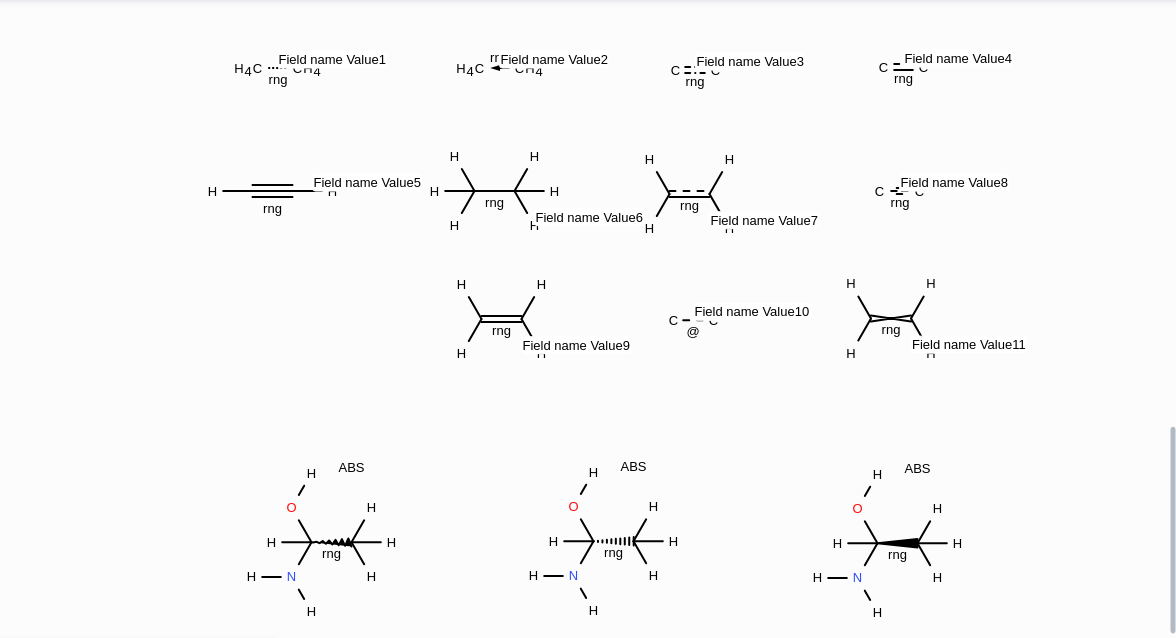 H4C CH4 Field name Value1
rng
H4C Field name Value2
CH4
C C Field name Value3
rng
C C Field name Value4
rng
H Field name Value5
H
rng
H H
H H
rng
H H Field name Value6
H H
rng
H Field name Value7
H
C C Field name Value8
rng
H H
rng
H Field name Value9
H
C C Field name Value10
@
H H
rng
H Field name Value11
H
H ABS
O H
H H
rng
H N H
H
H ABS
O H
H H
rng
H N H
H
H ABS
O H
H H
rng
H N H
H